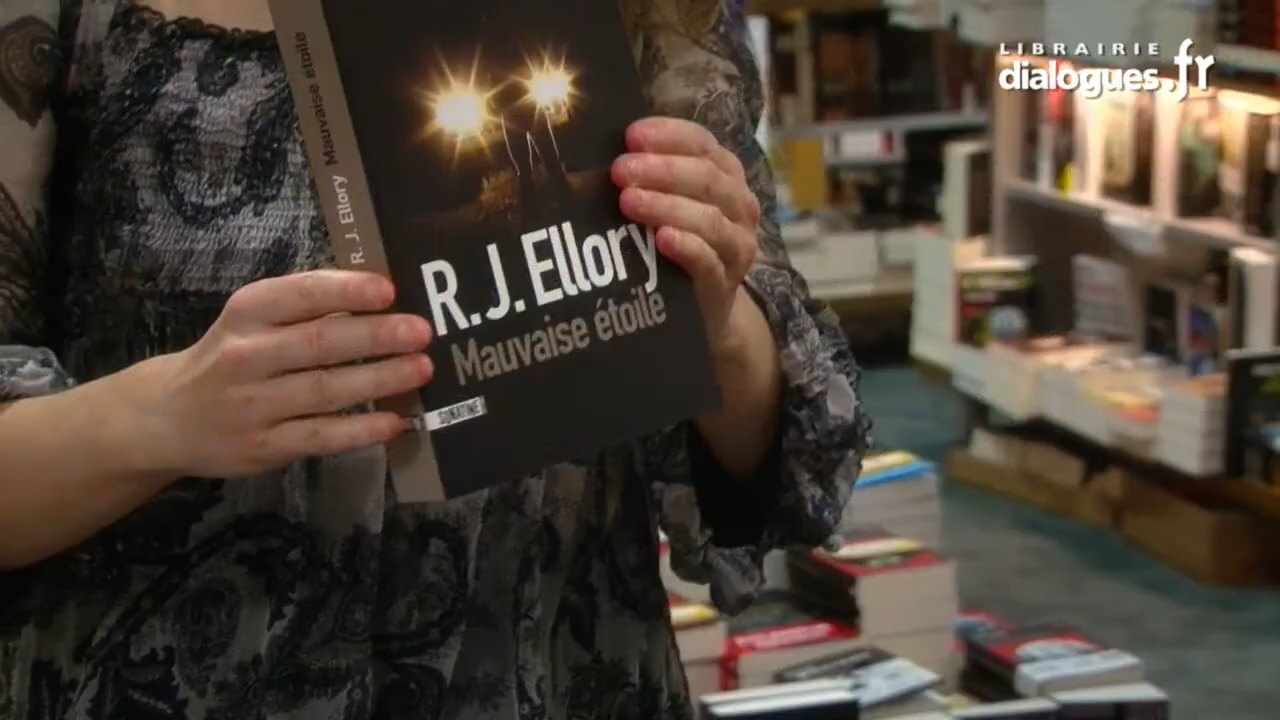 LIBRAIRIE
dialogues.fr
R. J. Ellory Mauvaise étoile
R.J. Ellory
Mauvaise étoile
SONATINE